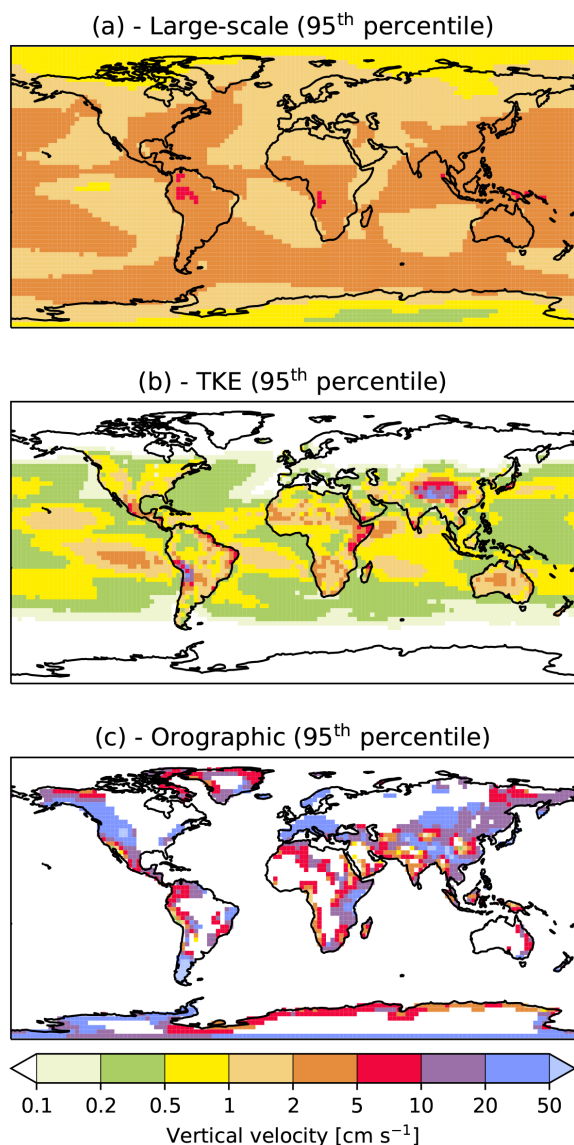 (a) - Large-scale (95th percentile)
(b) - TKE (95th percentile)
(c) - Orographic (95th percentile)
0.1 0.2 0.5 1 2 5 10 20 50
Vertical velocity [cm s⁻¹]